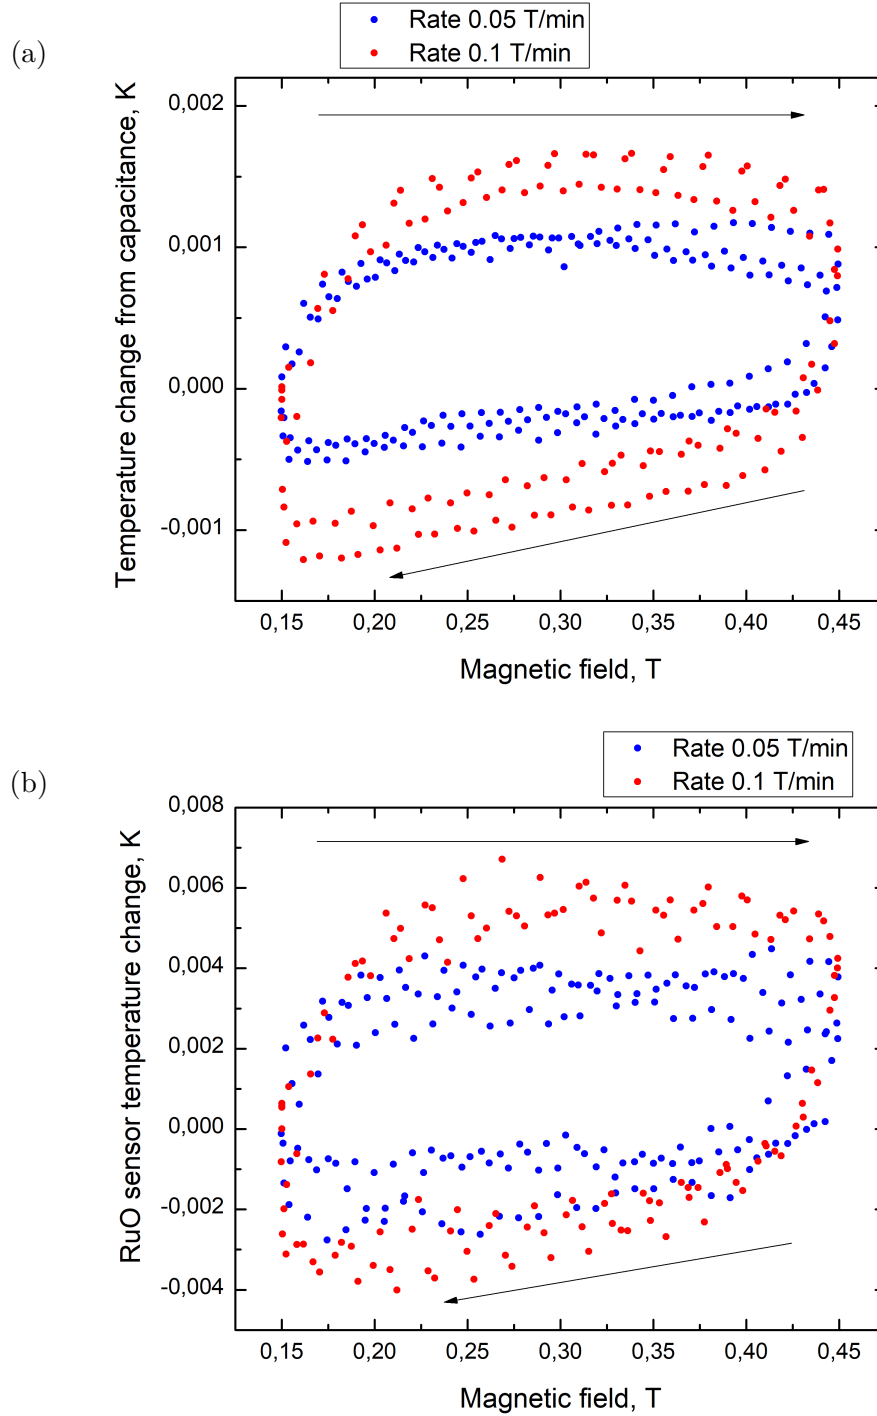 (a)
Rate 0.05 T/min
Rate 0.1 T/min
Temperature change from capacitance, K
0,002
0,001
0,000
-0,001
0,15 0,20 0,25 0,30 0,35 0,40 0,45
Magnetic field, T
(b)
Rate 0.05 T/min
Rate 0.1 T/min
RuO sensor temperature change, K
0,008
0,006
0,004
0,002
0,000
-0,002
-0,004
0,15 0,20 0,25 0,30 0,35 0,40 0,45
Magnetic field, T